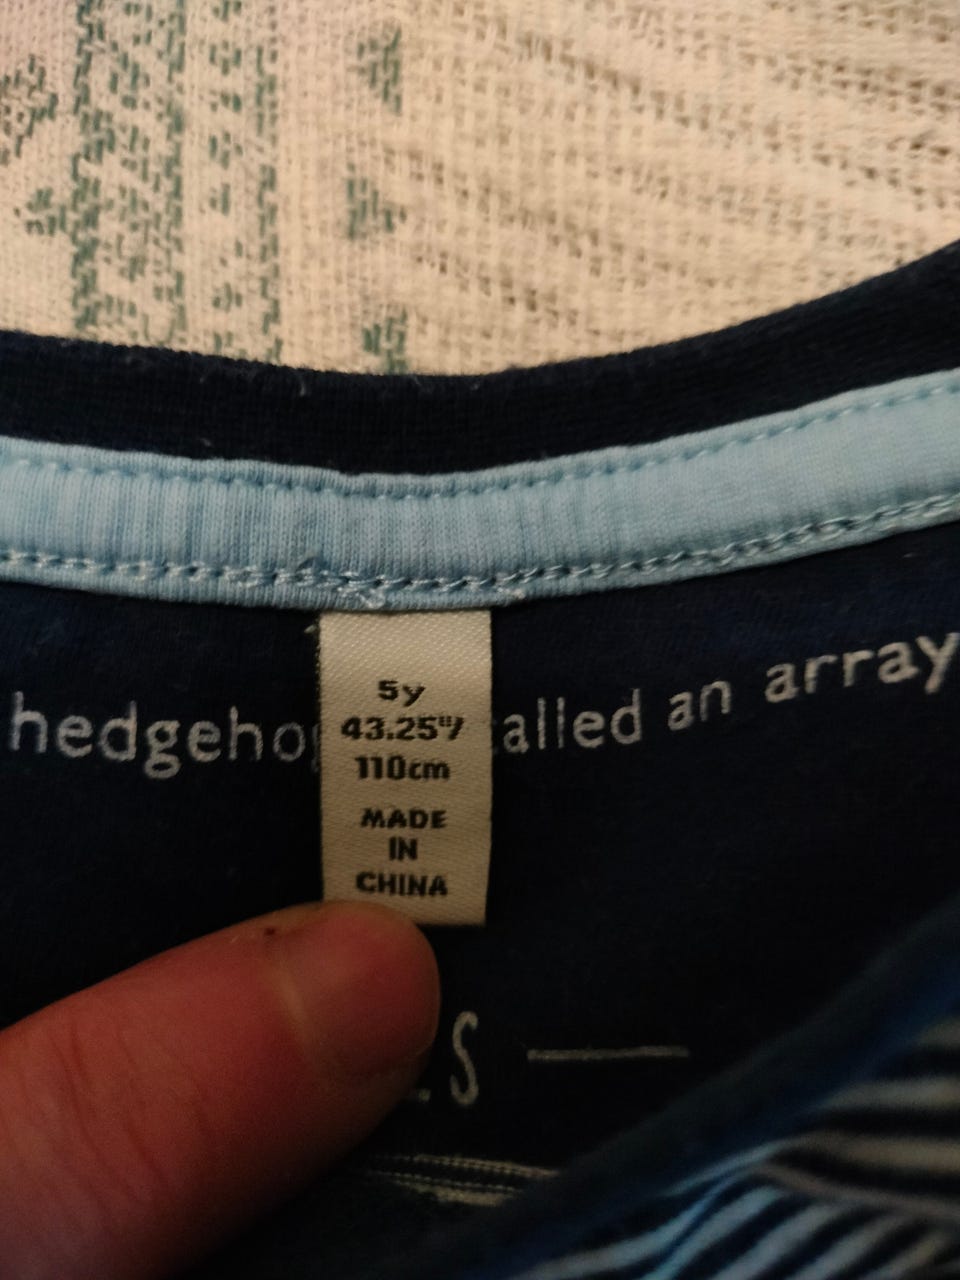 hedgeho
alled an array
5y
43.25"/
110cm
MADE
IN
CHINA
S